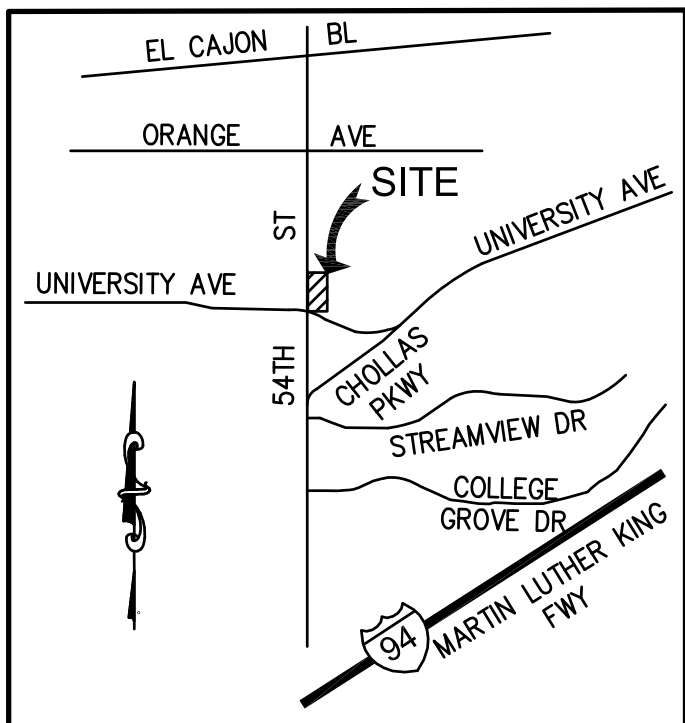 EL CAJON BL
ORANGE AVE
SITE
UNIVERSITY AVE
ST
UNIVERSITY AVE
54TH
CHOLLAS
PKWY
STREAMVIEW DR
COLLEGE
GROVE DR
MARTIN LUTHER KING
FWY
94